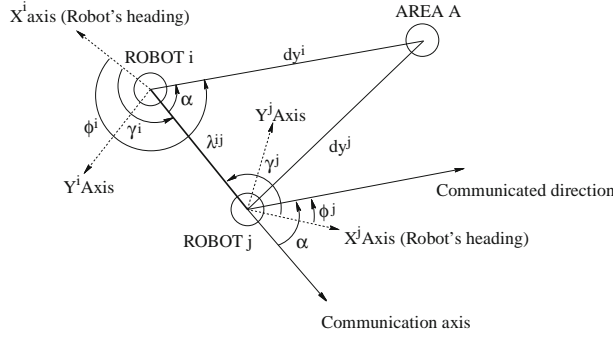 X^i axis (Robot's heading)
AREA A
ROBOT i
dy^i
α
ϕ^i
γ^i
λ^ij
Y^i Axis
Y^j Axis
γ^j
dy^j
Communicated direction
ϕ^j
ROBOT j
α
X^j Axis (Robot's heading)
Communication axis